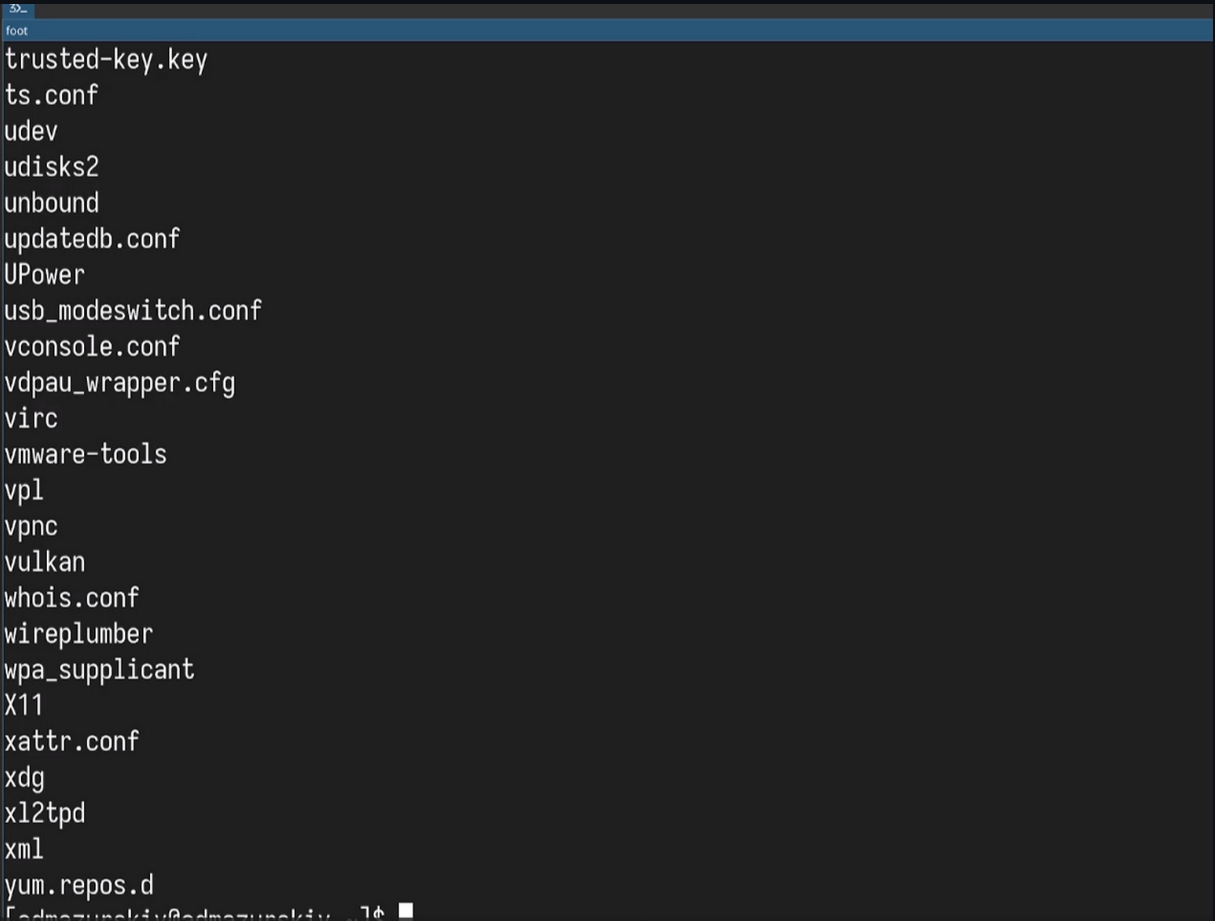 foot
trusted-key.key
ts.conf
udev
udisks2
unbound
updatedb.conf
UPower
usb_modeswitch.conf
vconsole.conf
vdpau_wrapper.cfg
virc
vmware-tools
vpl
vpnc
vulkan
whois.conf
wireplumber
wpa_supplicant
X11
xattr.conf
xdg
xl2tpd
xml
yum.repos.d